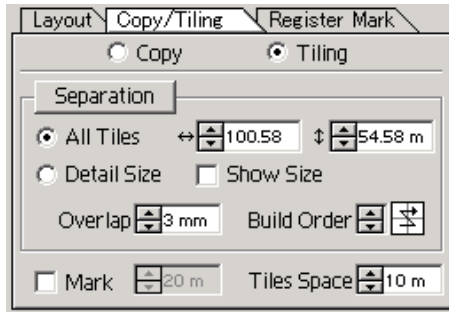 Layout Copy/Tiling Register Mark
Copy Tiling
Separation
All Tiles 100.58 54.58 m
Detail Size Show Size
Overlap 3 mm Build Order
Mark 20 m Tiles Space 10 m